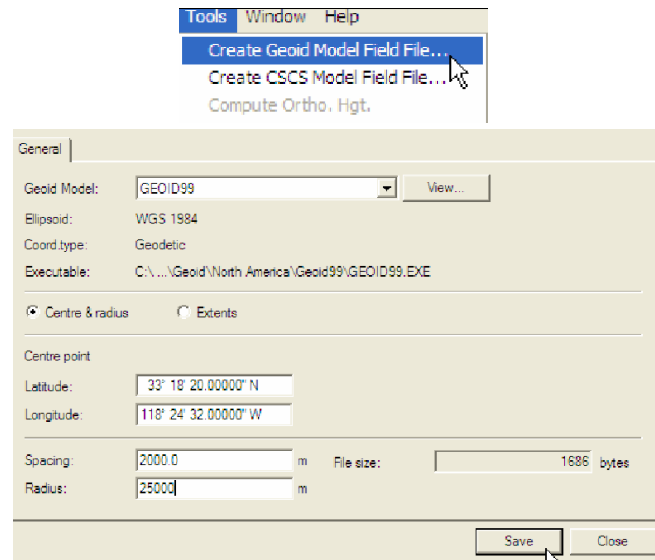 Tools Window Help
Create Geoid Model Field File...
Create CSCS Model Field File...
Compute Ortho. Hgt.
General
Geoid Model: GEOID99 View...
Ellipsoid: WGS 1984
Coord.type: Geodetic
Executable: C:\...\Geoid\North America\Geoid99\GEOID99.EXE
Centre & radius Extents
Centre point
Latitude: 33° 18' 20.00000" N
Longitude: 118° 24' 32.00000" W
Spacing: 2000.0 m File size: 1686 bytes
Radius: 25000 m
Save Close